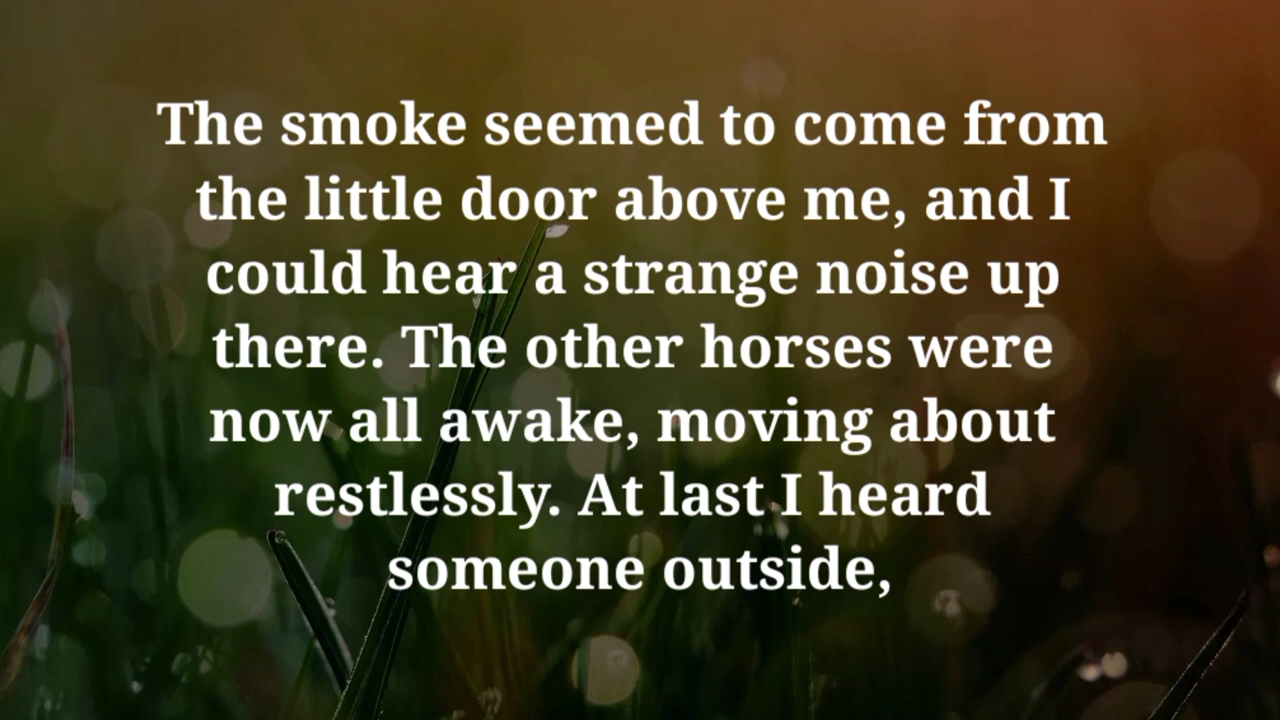 The smoke seemed to come from
the little door above me, and I
could hear a strange noise up
there. The other horses were
now all awake, moving about
restlessly. At last I heard
someone outside,